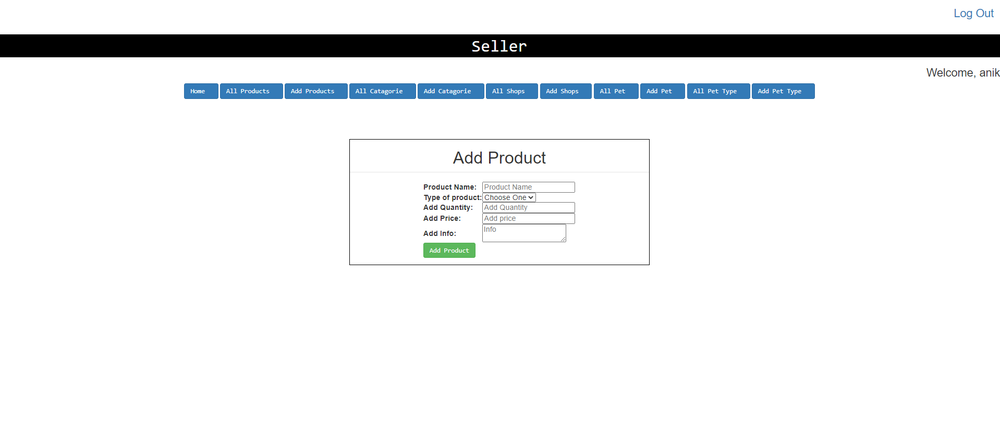 Log Out
Seller
Welcome, anik
Home All Products Add Products All Catagorie Add Catagorie All Shops Add Shops All Pet Add Pet All Pet Type Add Pet Type
Add Product
Product Name: Product Name
Type of product: Choose One
Add Quantity: Add Quantity
Add Price: Add price
Add Info: Info
Add Product